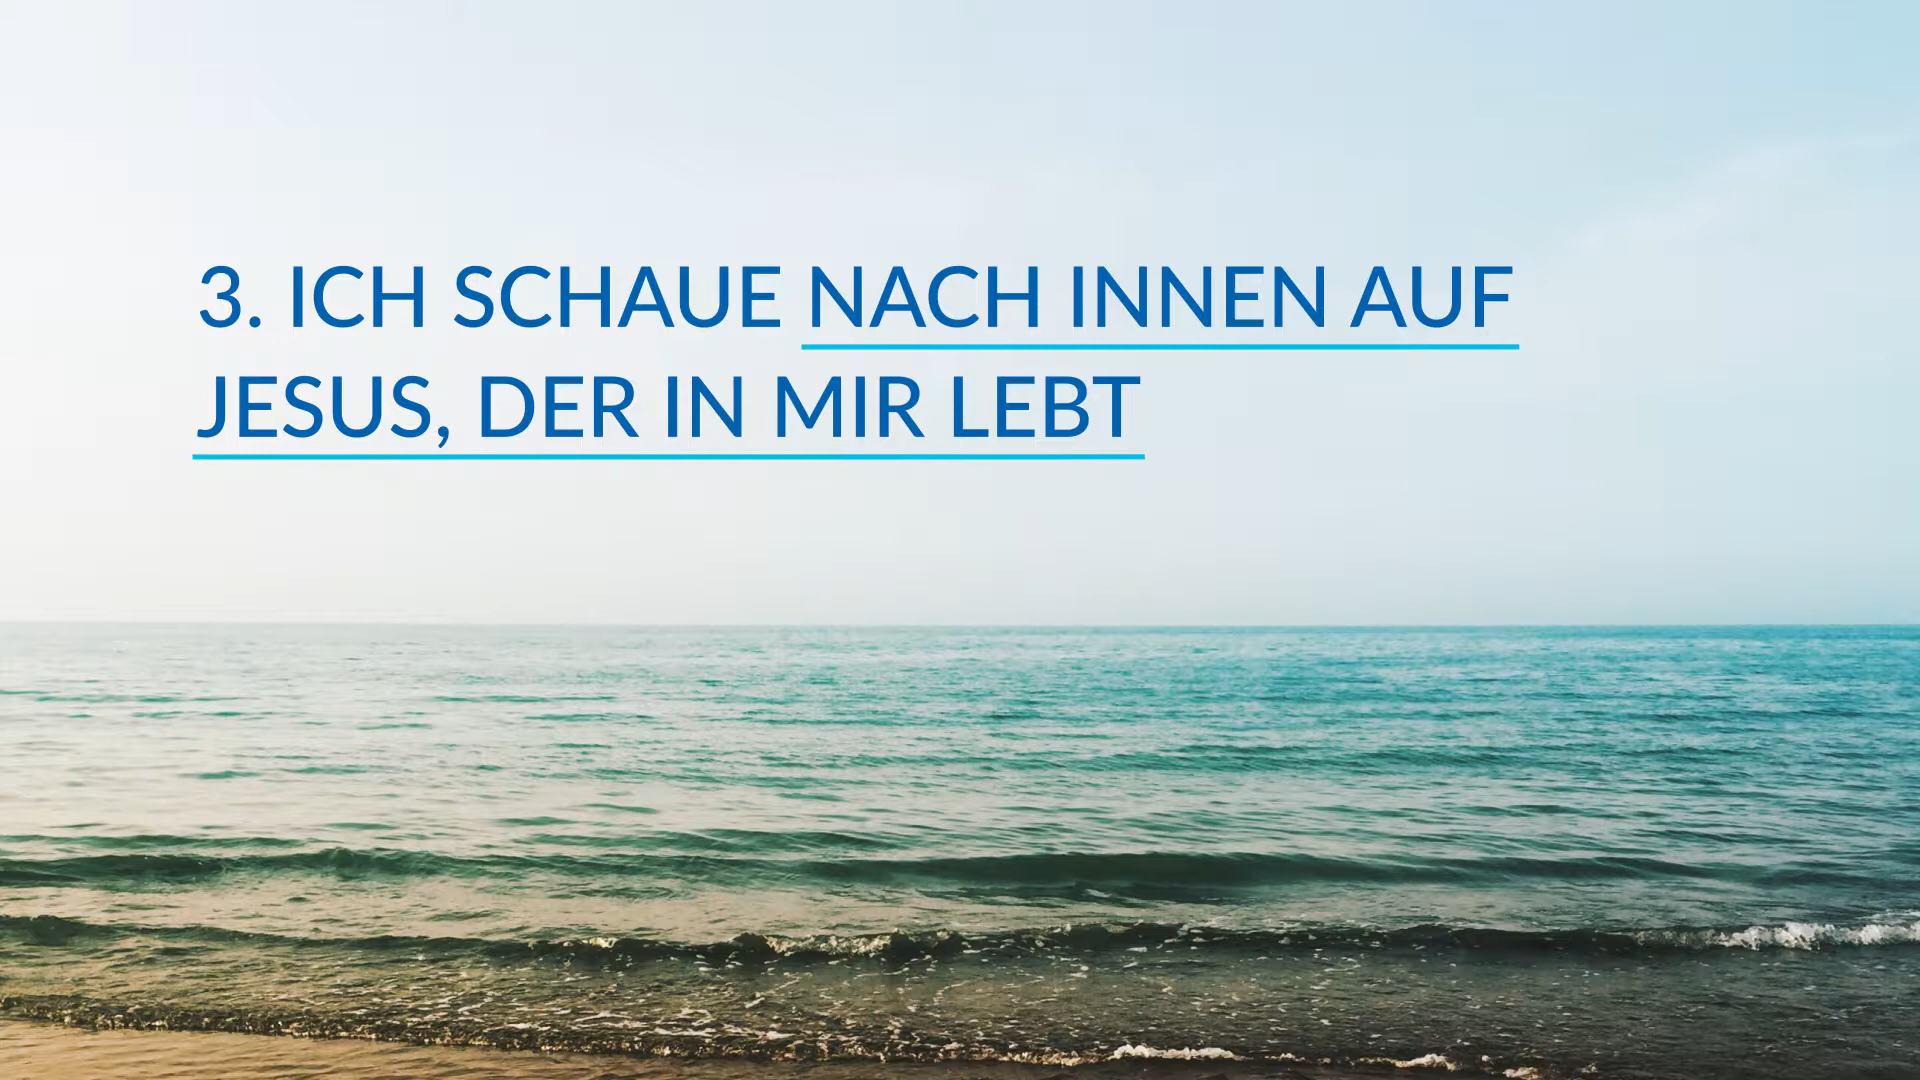 3. ICH SCHAUE NACH INNEN AUF
JESUS, DER IN MIR LEBT